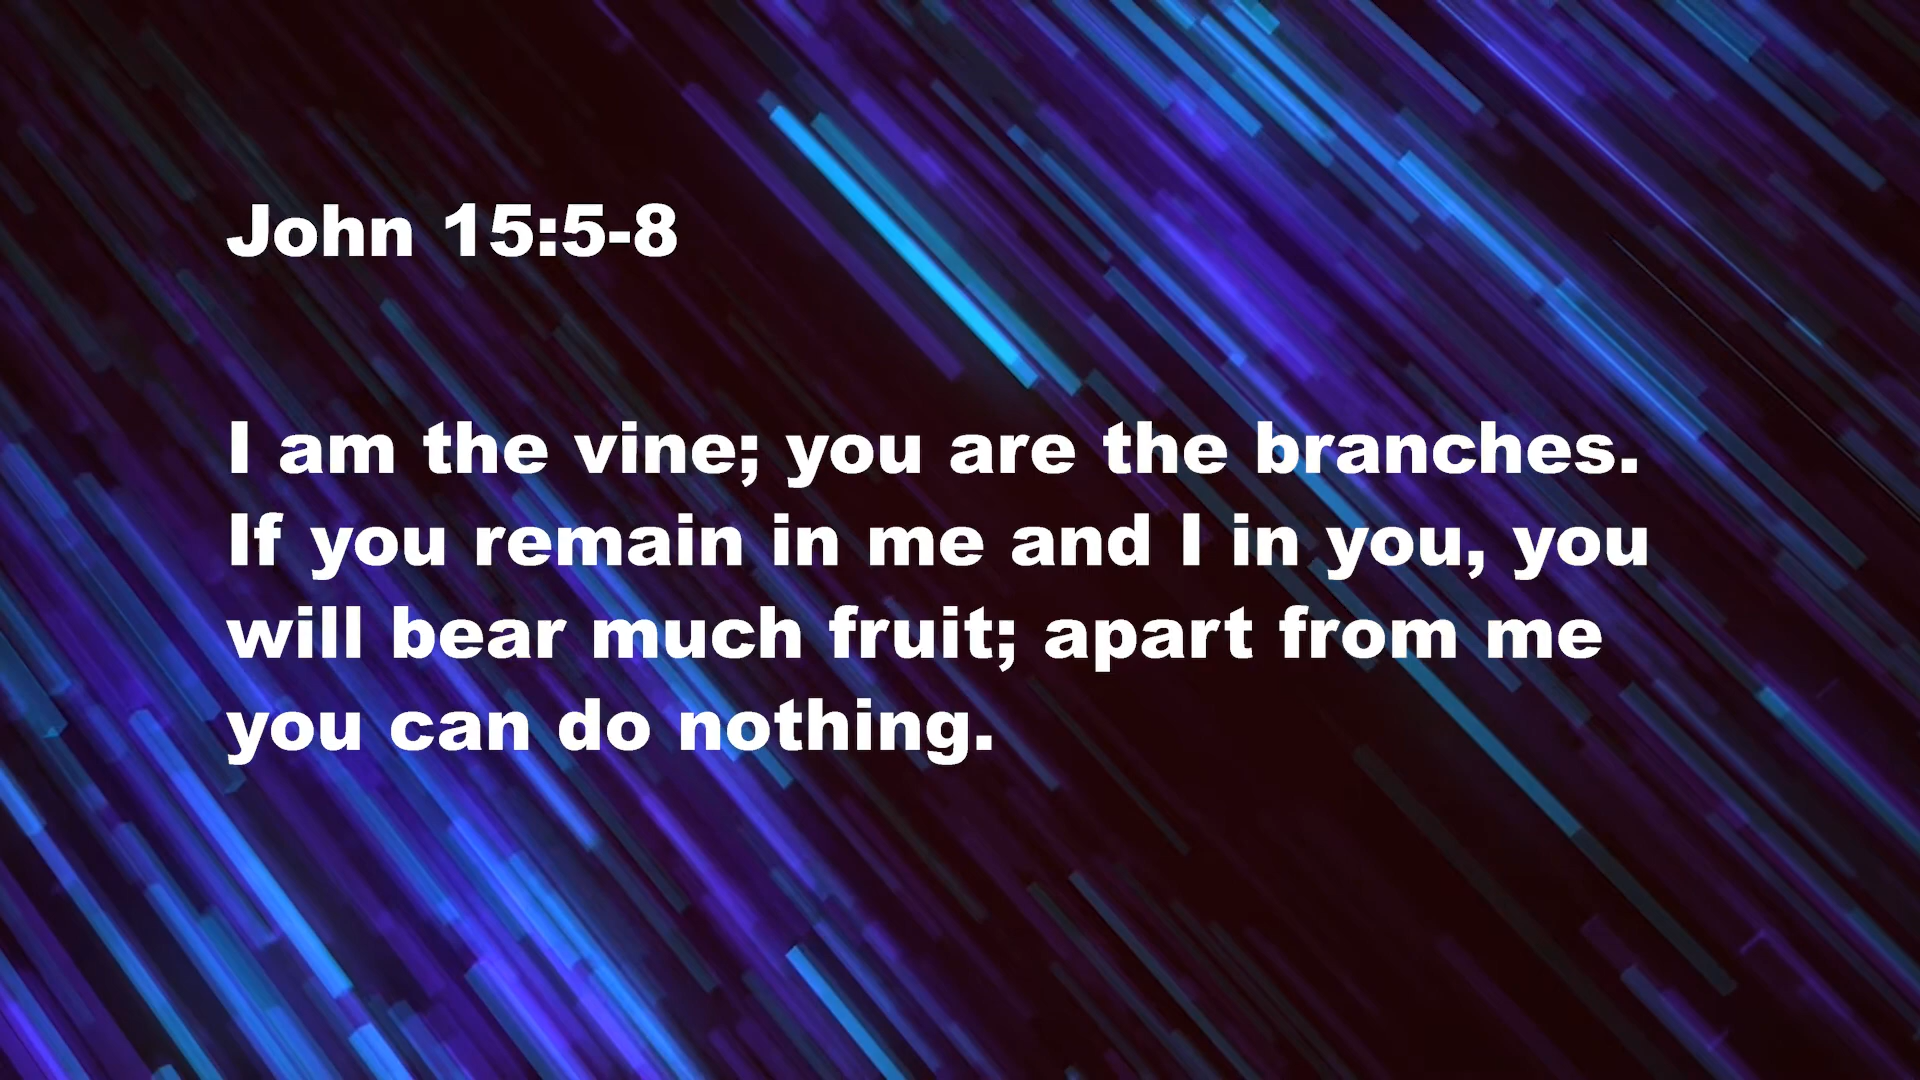 John 15:5-8
I am the vine; you are the branches.
If you remain in me and I in you, you
will bear much fruit; apart from me
you can do nothing.